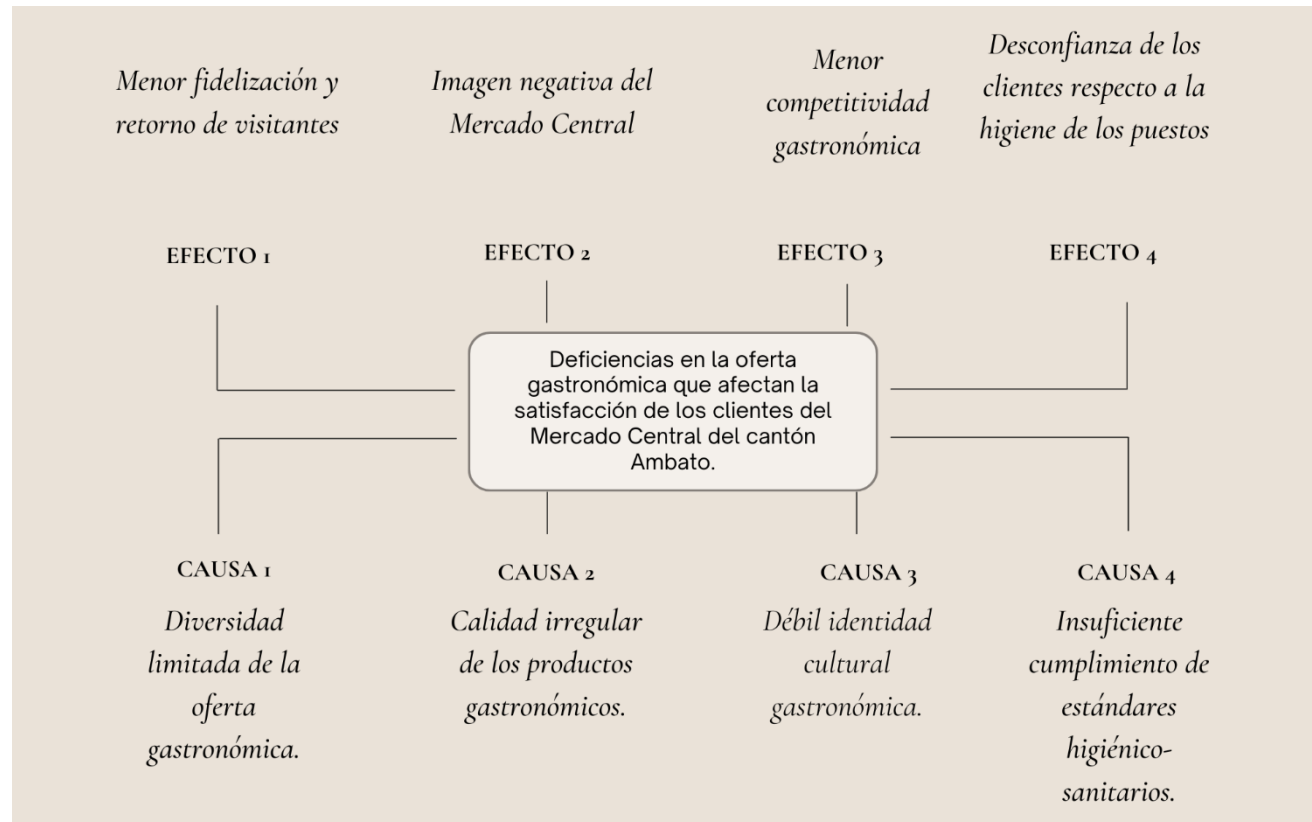 Menor fidelización y
retorno de visitantes
Imagen negativa del
Mercado Central
Menor
competitividad
gastronómica
Desconfianza de los
clientes respecto a la
higiene de los puestos
EFECTO 1
EFECTO 2
EFECTO 3
EFECTO 4
Deficiencias en la oferta
gastronómica que afectan la
satisfacción de los clientes del
Mercado Central del cantón
Ambato.
CAUSA 1
Diversidad
limitada de la
oferta
gastronómica.
CAUSA 2
Calidad irregular
de los productos
gastronómicos.
CAUSA 3
Débil identidad
cultural
gastronómica.
CAUSA 4
Insuficiente
cumplimiento de
estándares
higiénico-
sanitarios.